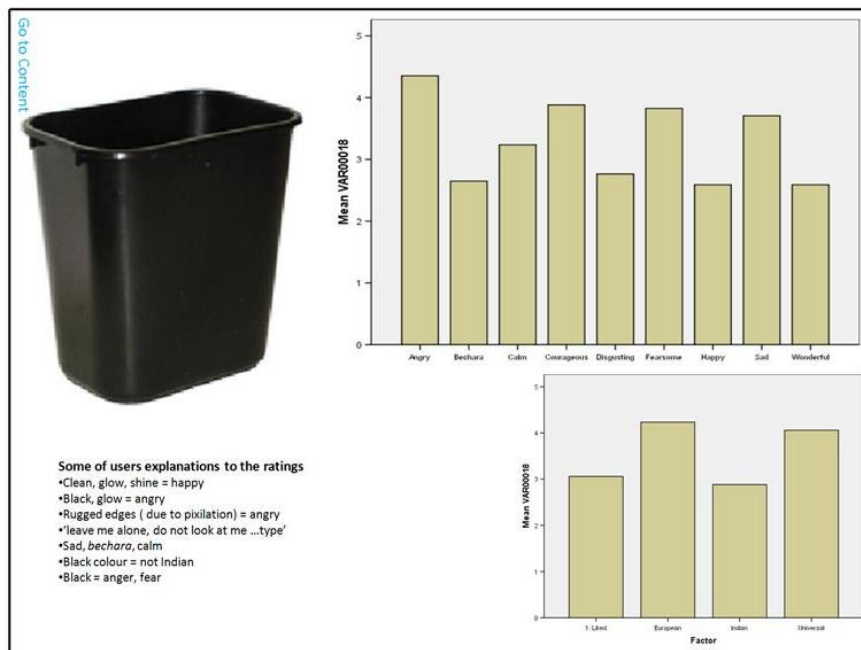 Go to Content
Mean VAR00018
5
4
3
2
1
0
Angry
Bechara
Calm
Courageous
Disgusting
Fearsome
Happy
Sad
Wonderful
Some of users explanations to the ratings
•Clean, glow, shine = happy
•Black, glow = angry
•Rugged edges ( due to pixilation) = angry
•‘leave me alone, do not look at me …type’
•Sad, bechara, calm
•Black colour = not Indian
•Black = anger, fear
Mean VAR00018
5
4
3
2
1
0
1. Liked
European
Indian
Universal
Factor